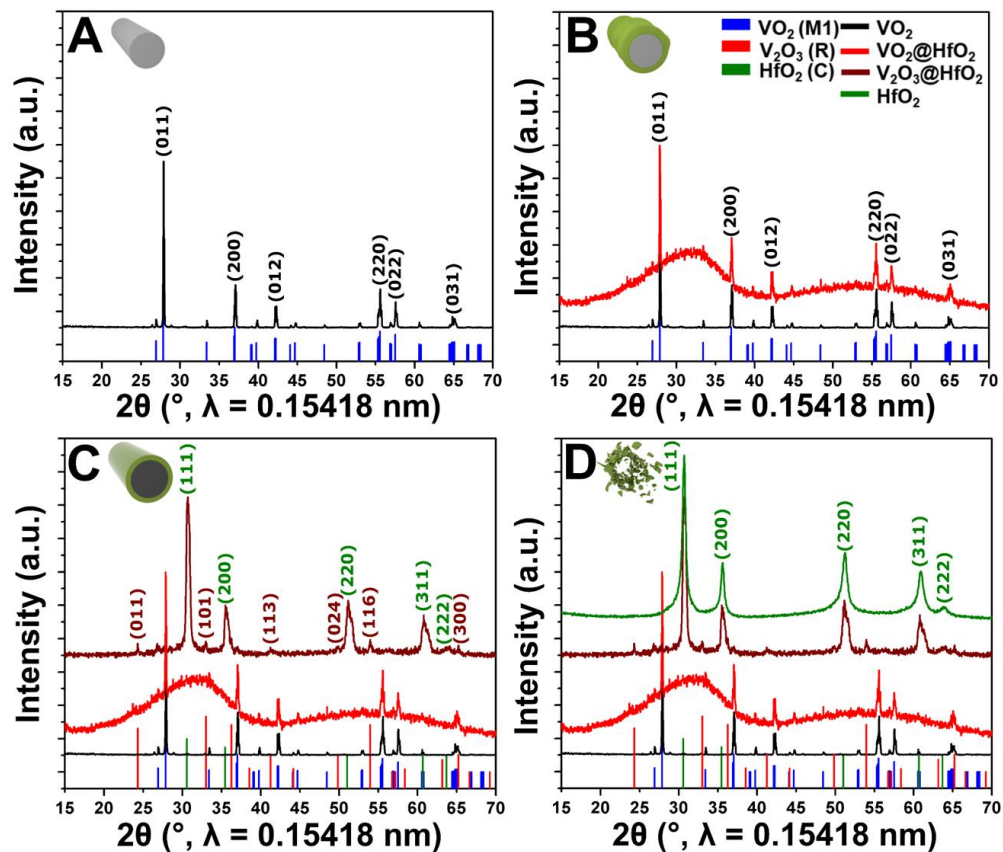 A
Intensity (a.u.)
(011)
(200)
(012)
(220)
(022)
(031)
15 20 25 30 35 40 45 50 55 60 65 70
2θ (°, λ = 0.15418 nm)
B
VO₂ (M1)
V₂O₃ (R)
HfO₂ (C)
VO₂
VO₂@HfO₂
V₂O₃@HfO₂
HfO₂
Intensity (a.u.)
(011)
(200)
(012)
(220)
(022)
(031)
15 20 25 30 35 40 45 50 55 60 65 70
2θ (°, λ = 0.15418 nm)
C
Intensity (a.u.)
(011)
(111)
(101)
(200)
(113)
(024)
(220)
(116)
(311)
(222)
(300)
15 20 25 30 35 40 45 50 55 60 65 70
2θ (°, λ = 0.15418 nm)
D
Intensity (a.u.)
(111)
(200)
(220)
(311)
(222)
15 20 25 30 35 40 45 50 55 60 65 70
2θ (°, λ = 0.15418 nm)